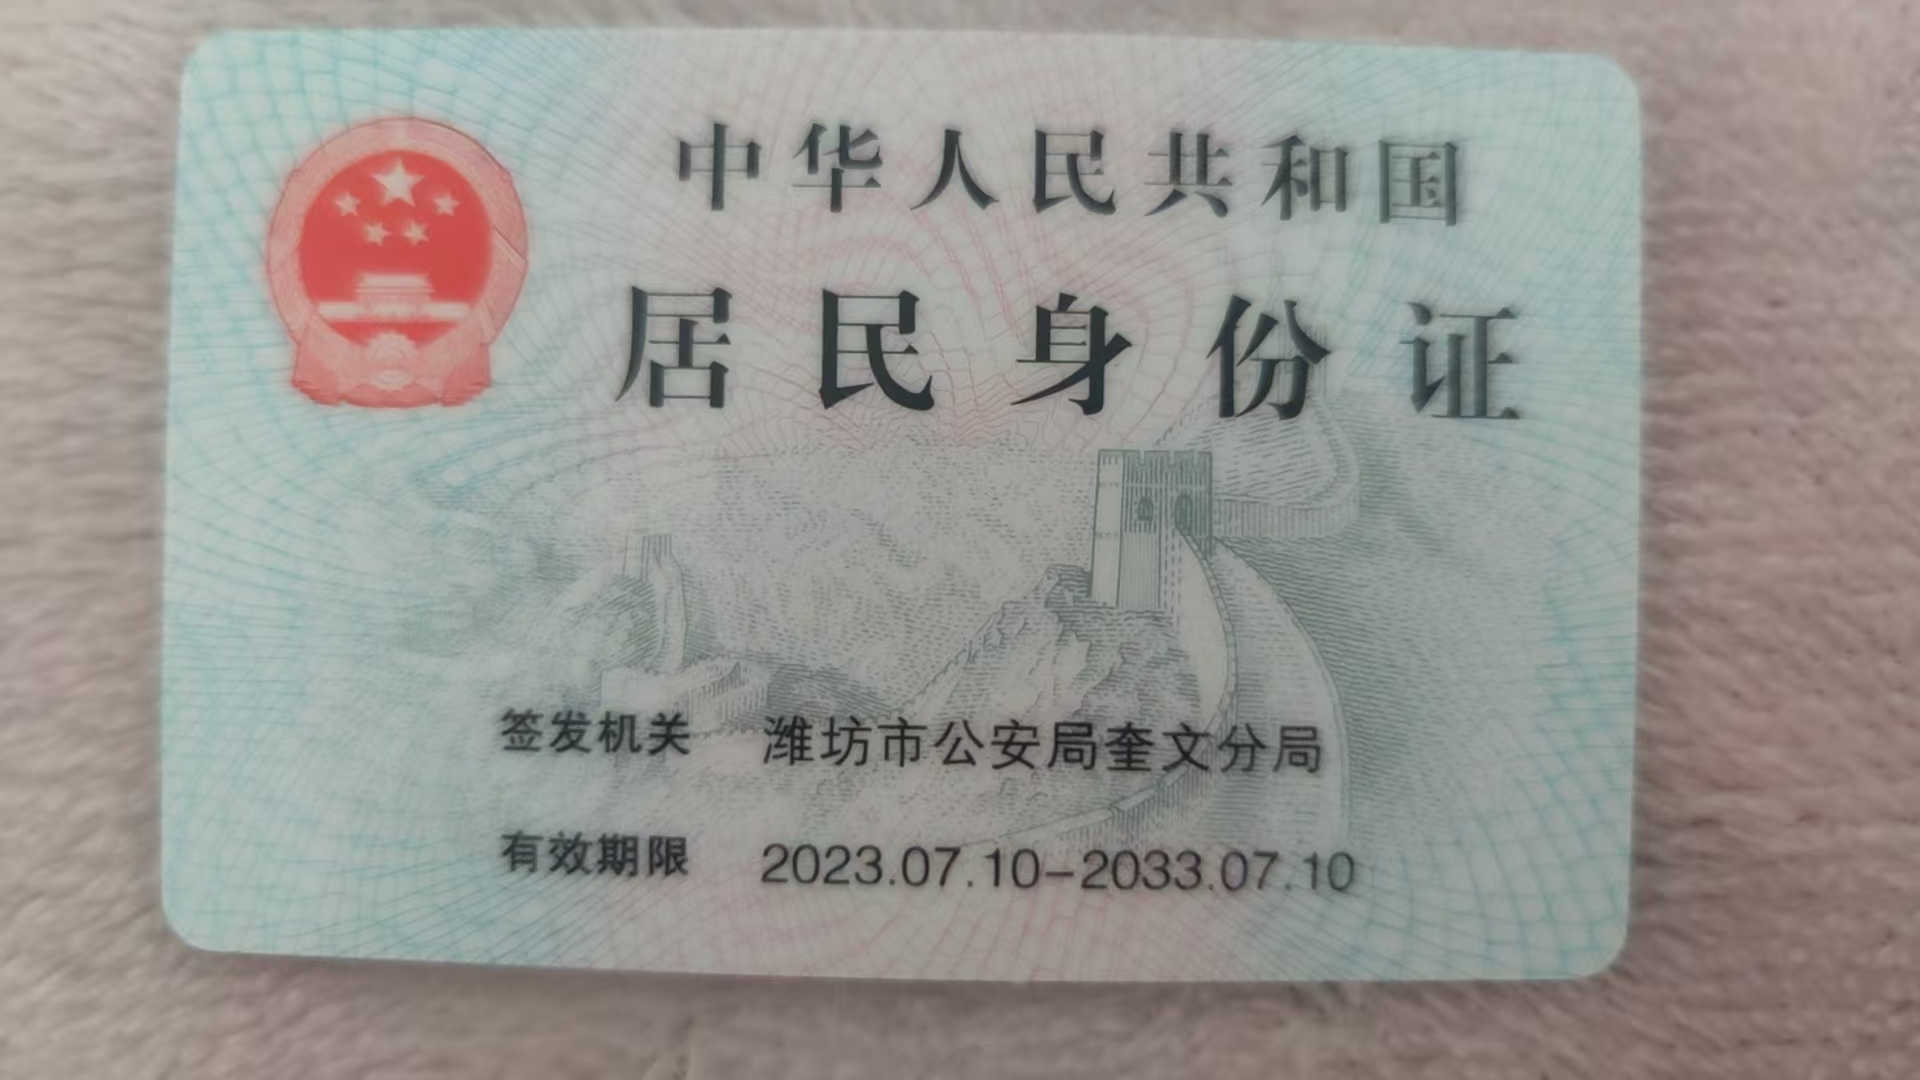 中华人民共和国
居民身份证
签发机关 潍坊市公安局奎文分局
有效期限 2023.07.10-2033.07.10